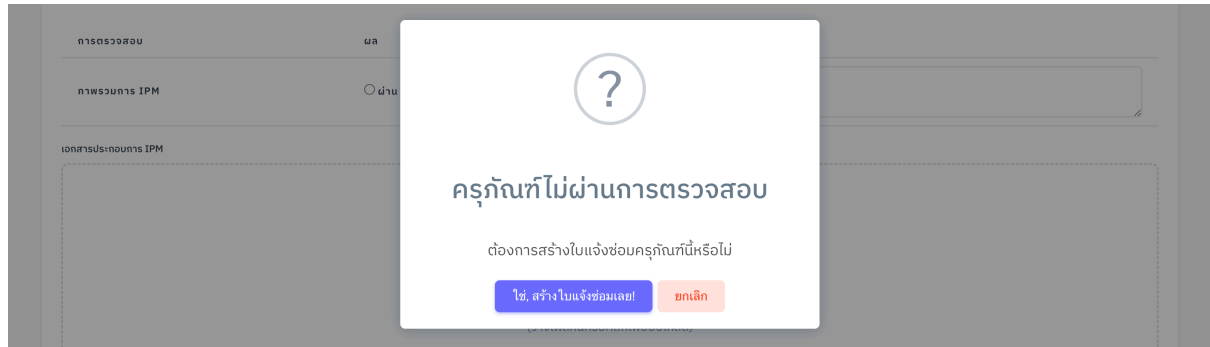 การตรวจสอบ ผล
ภาพรวมการ IPM ผ่าน
เอกสารประกอบการ IPM
?
ครุภัณฑ์ไม่ผ่านการตรวจสอบ
ต้องการสร้างใบแจ้งซ่อมครุภัณฑ์นี้หรือไม่
ใช่, สร้างใบแจ้งซ่อมเลย! ยกเลิก